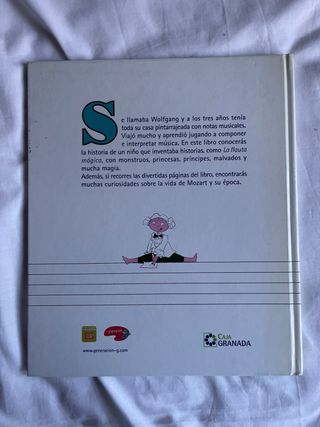 Se llamaba Wolfgang y a los tres años tenía
toda su casa pintarrajeada con notas musicales.
Viajó mucho y aprendió jugando a componer
e interpretar música. En este libro conocerás
la historia de un niño que inventaba historias, como La flauta
mágica, con monstruos, princesas, príncipes, malvados y
mucha magia.
Además, si recorres las divertidas páginas del libro, encontrarás
muchas curiosidades sobre la vida de Mozart y su época.
www.generacion-g.com
CAJA
GRANADA